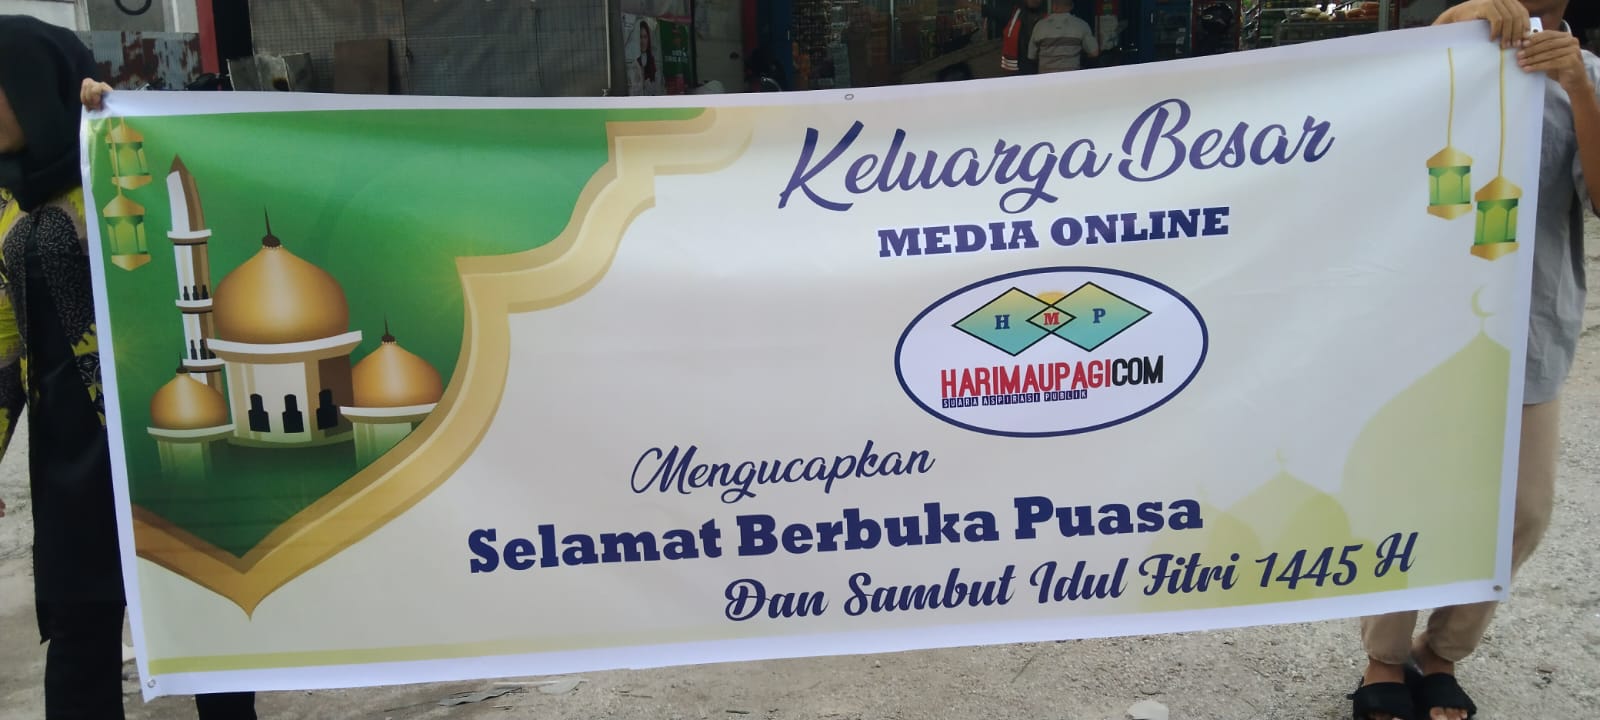 Keluarga Besar
MEDIA ONLINE
H M P
HARIMAUPAGICOM
SUARA ASPIRASI PUBLIK
Mengucapkan
Selamat Berbuka Puasa
Dan Sambut Idul Fitri 1445 H